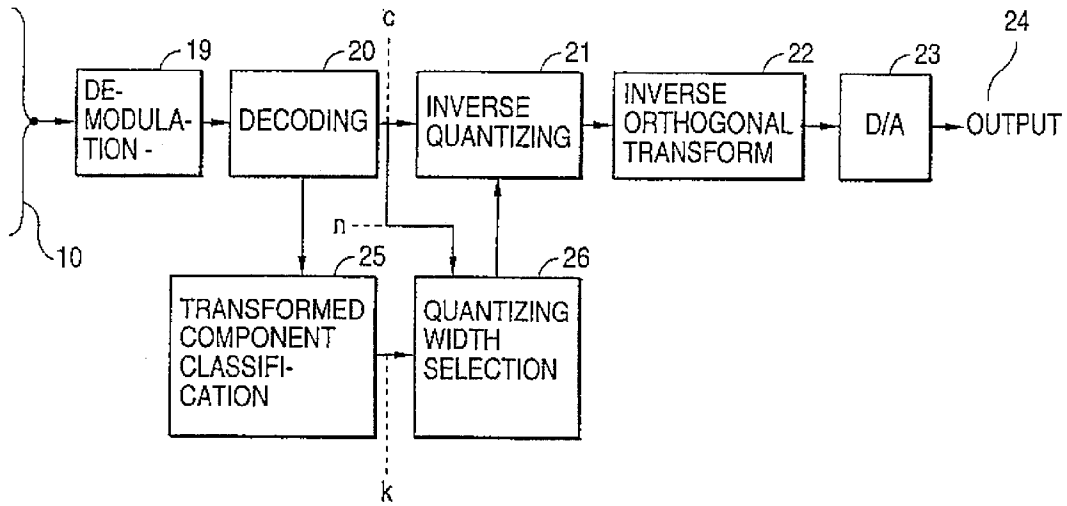 c
24
19
20
21
22
23
DE-
MODULA-
TION -
DECODING
INVERSE
QUANTIZING
INVERSE
ORTHOGONAL
TRANSFORM
D/A
OUTPUT
n
10
25
26
TRANSFORMED
COMPONENT
CLASSIFI-
CATION
QUANTIZING
WIDTH
SELECTION
k